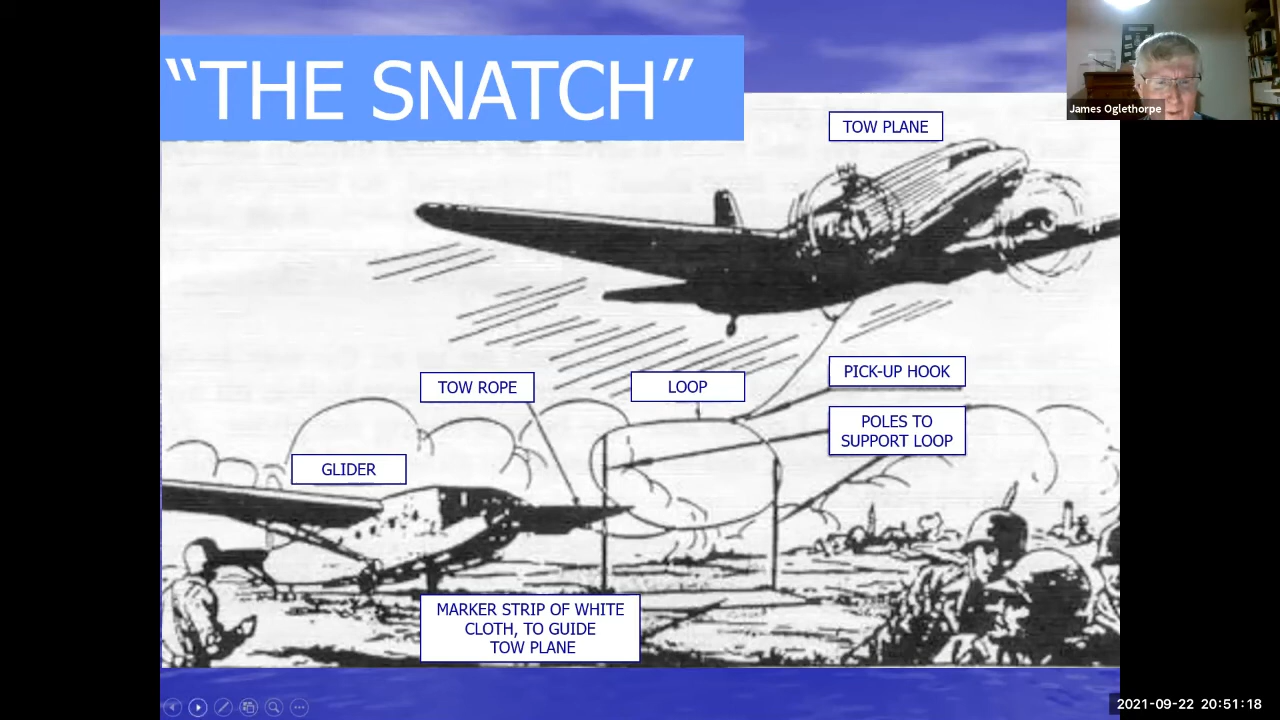 “THE SNATCH”
James Oglethorpe
TOW PLANE
PICK-UP HOOK
TOW ROPE
LOOP
POLES TO
SUPPORT LOOP
GLIDER
MARKER STRIP OF WHITE
CLOTH, TO GUIDE
TOW PLANE
2021-09-22 20:51:18